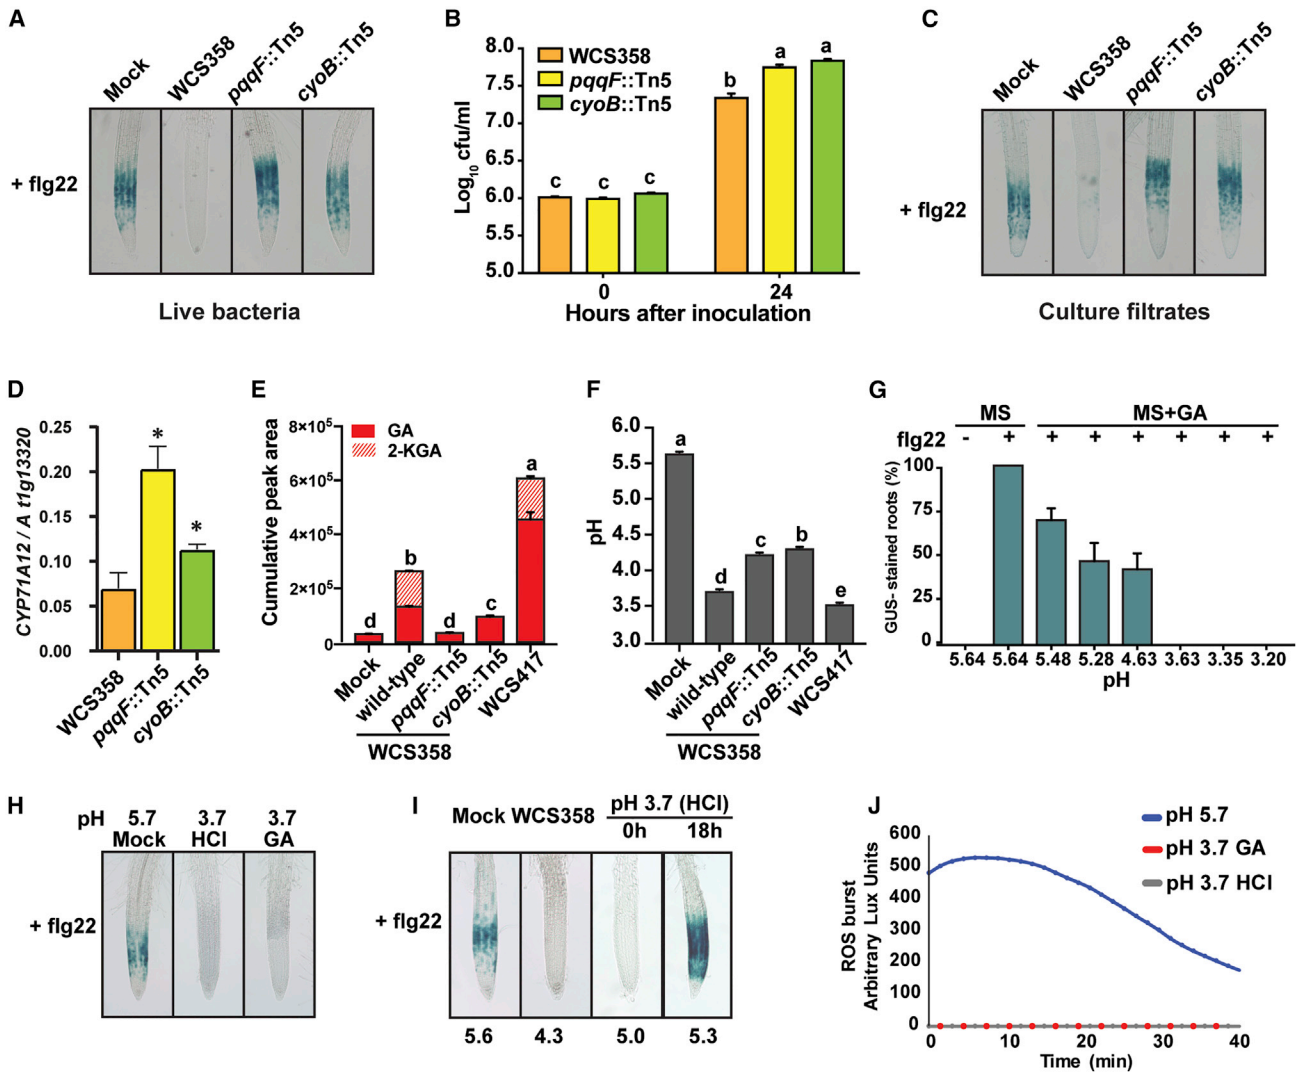 A
Mock
WCS358
pqqF::Tn5
cyoB::Tn5
+ flg22
Live bacteria
B
Log10 cfu/ml
8.0
7.5
7.0
6.5
6.0
5.5
5.0
WCS358
pqqF::Tn5
cyoB::Tn5
c c c b a a
0 24
Hours after inoculation
C
Mock
WCS358
pqqF::Tn5
cyoB::Tn5
+ flg22
Culture filtrates
D
CYP71A12 / A t1g13320
0.25
0.20
0.15
0.10
0.05
0.00
* *
WCS358
pqqF::Tn5
cyoB::Tn5
E
Cumulative peak area
8×10⁵
6×10⁵
4×10⁵
2×10⁵
0
GA
2-KGA
d b d c a
Mock
wild-type
pqqF::Tn5
cyoB::Tn5
WCS417
WCS358
F
pH
6.0
5.5
5.0
4.5
4.0
3.5
3.0
a d c b e
Mock
wild-type
pqqF::Tn5
cyoB::Tn5
WCS417
WCS358
G
MS MS+GA
flg22 - + + + + + + +
GUS- stained roots (%)
100
75
50
25
0
5.64 5.64 5.48 5.28 4.63 3.63 3.35 3.20
pH
H
pH 5.7 3.7 3.7
Mock HCl GA
+ flg22
I
Mock WCS358 pH 3.7 (HCl)
0h 18h
+ flg22
5.6 4.3 5.0 5.3
J
ROS burst
Arbitrary Lux Units
600
500
400
300
200
100
0
pH 5.7
pH 3.7 GA
pH 3.7 HCl
0 10 20 30 40
Time (min)